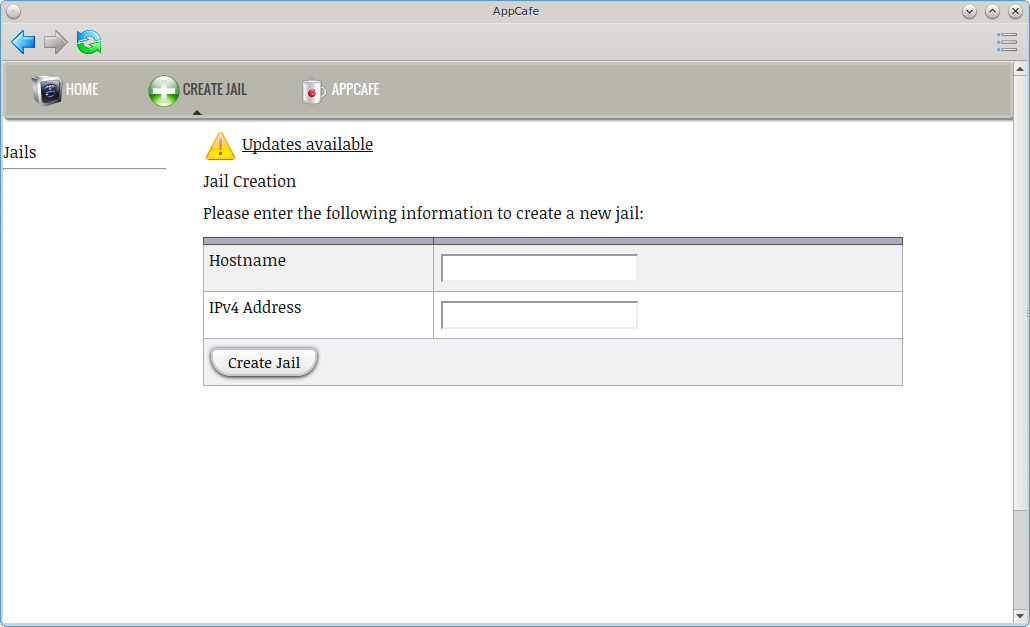 AppCafe
HOME
CREATE JAIL
APPCAFE
Jails
Updates available
Jail Creation
Please enter the following information to create a new jail:
Hostname
IPv4 Address
Create Jail